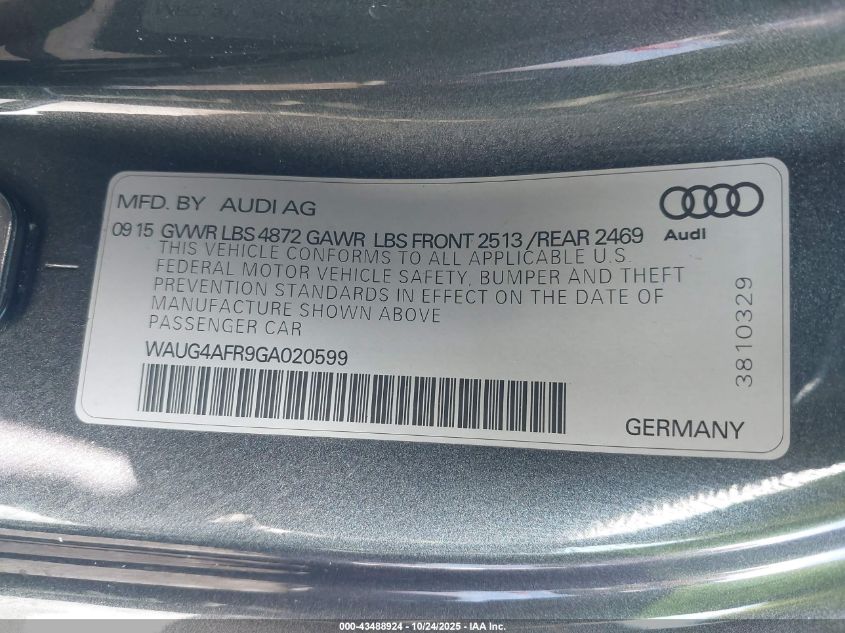 MFD. BY AUDI AG
09 15 GVWR LBS 4872 GAWR LBS FRONT 2513 /REAR 2469
Audi
THIS VEHICLE CONFORMS TO ALL APPLICABLE U.S.
FEDERAL MOTOR VEHICLE SAFETY, BUMPER AND THEFT
PREVENTION STANDARDS IN EFFECT ON THE DATE OF
MANUFACTURE SHOWN ABOVE
PASSENGER CAR
WAUG4AFR9GA020599
3810329
GERMANY
000-43488924 - 10/24/2025 - IAA Inc.